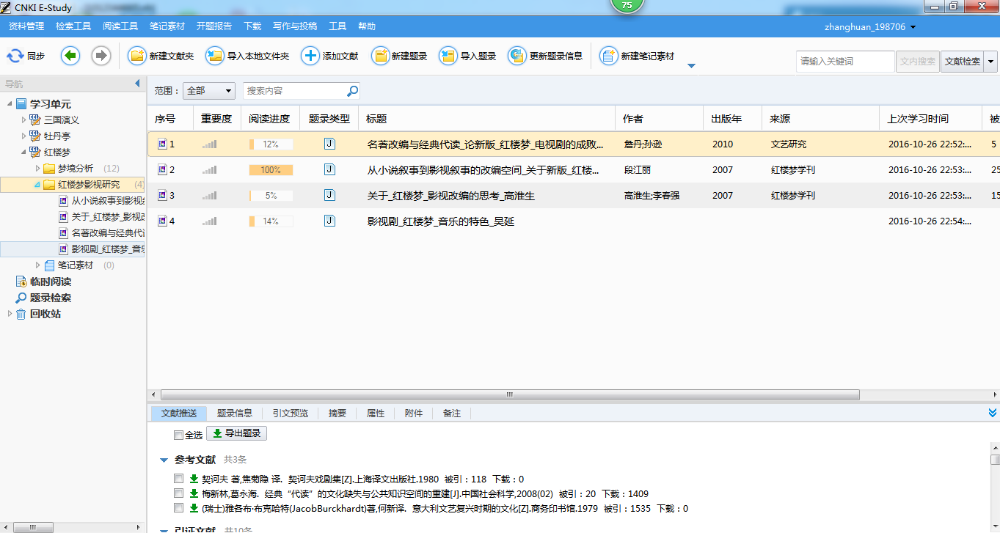 CNKI E-Study
75
资料管理 检索工具 阅读工具 笔记素材 开题报告 下载 写作与投稿 工具 帮助 zhanghuan_198706
同步 新建文献夹 导入本地文件夹 添加文献 新建题录 导入题录 更新题录信息 新建笔记素材 请输入关键词 文内搜索 文献检索
导航
学习单元
三国演义
牡丹亭
红楼梦
梦境分析 (12)
红楼梦影视研究 (4)
从小说叙事到影视
关于_红楼梦_影视改
名著改编与经典代
影视剧_红楼梦_音乐
笔记素材 (0)
临时阅读
题录检索
回收站
范围： 全部 搜索内容
序号 重要度 阅读进度 题录类型 标题 作者 出版年 来源 上次学习时间 被
1 12% J 名著改编与经典代读_论新版_红楼梦_电视剧的成败... 詹丹;孙逊 2010 文艺研究 2016-10-26 22:52:... 5
2 100% J 从小说叙事到影视叙事的改编空间_关于新版_红楼... 段江丽 2007 红楼梦学刊 2016-10-26 22:53:... 25
3 5% J 关于_红楼梦_影视改编的思考_高淮生 高淮生;李春强 2007 红楼梦学刊 2016-10-26 22:53:... 15
4 14% J 影视剧_红楼梦_音乐的特色_吴延 2016-10-26 22:54:...
文献推送 题录信息 引文预览 摘要 属性 附件 备注
全选 导出题录
参考文献 共3条
契诃夫 著,焦菊隐 译. 契诃夫戏剧集[Z].上海译文出版社.1980 被引：118 下载：0
梅新林,葛永海. 经典“代读”的文化缺失与公共知识空间的重建[J].中国社会科学,2008(02) 被引：20 下载：1409
(瑞士)雅各布·布克哈特(JacobBurckhardt)著,何新译. 意大利文艺复兴时期的文化[Z].商务印书馆.1979 被引：1535 下载：0
引证文献 共10条